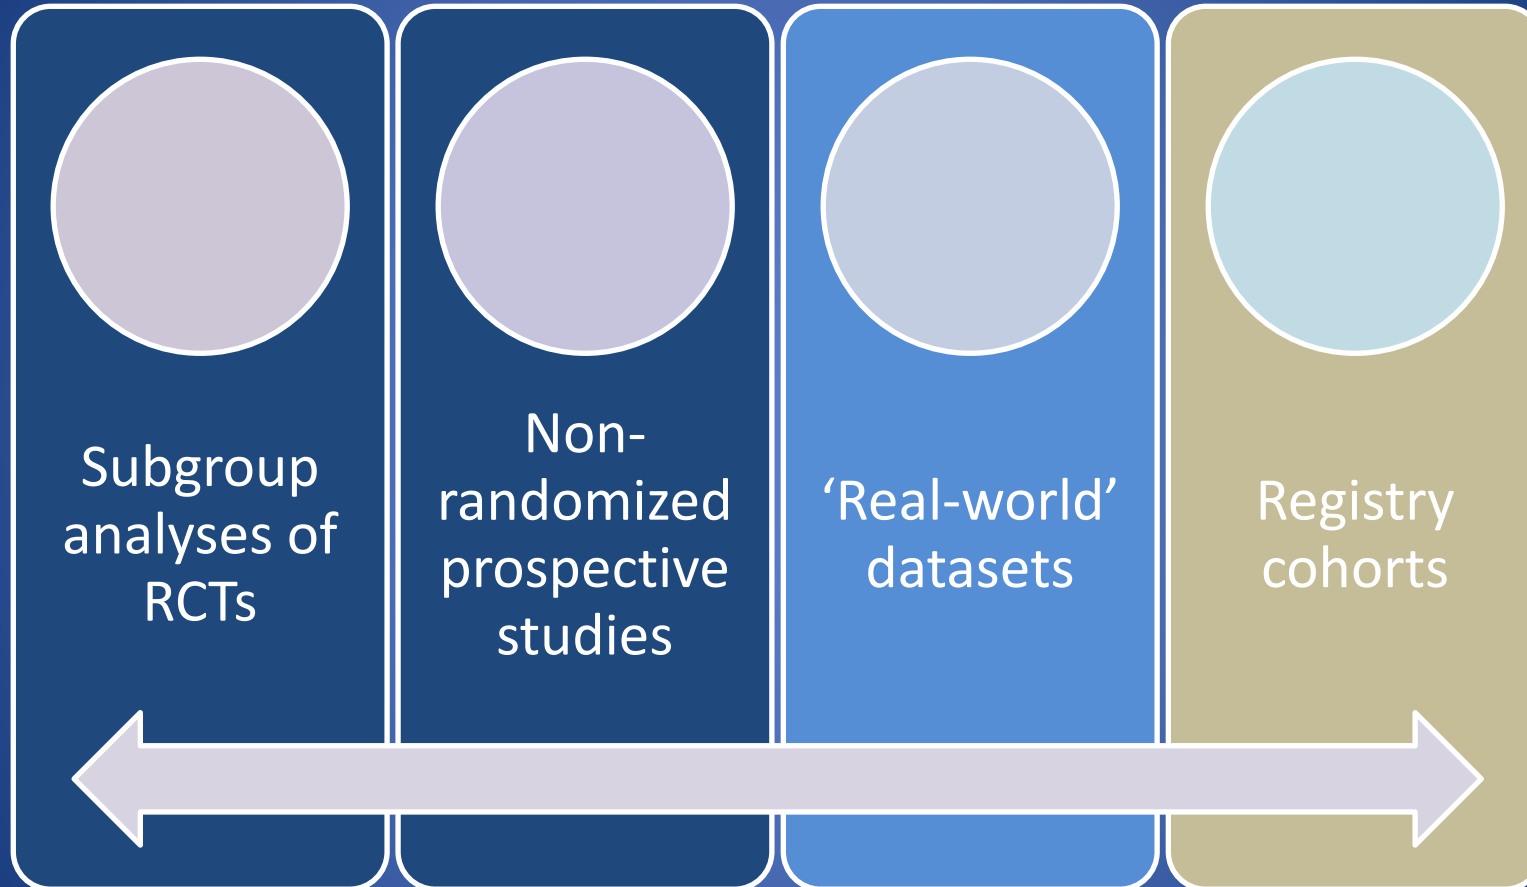 Subgroup
analyses of
RCTs
Non-
randomized
prospective
studies
‘Real-world’
datasets
Registry
cohorts